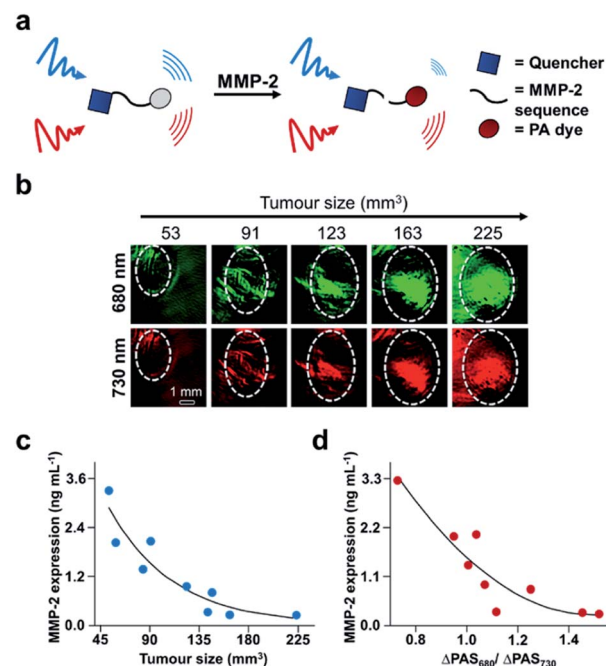 a
MMP-2
= Quencher
= MMP-2
sequence
= PA dye
b
Tumour size (mm³)
53 91 123 163 225
680 nm
730 nm
1 mm
c
MMP-2 expression (ng mL⁻¹)
3.6
2.4
1.2
0.0
45 90 135 180 225
Tumour size (mm³)
d
MMP-2 expression (ng mL⁻¹)
3.3
2.2
1.1
0.0
0.8 1.0 1.2 1.4
ΔPAS₆₈₀/ ΔPAS₇₃₀